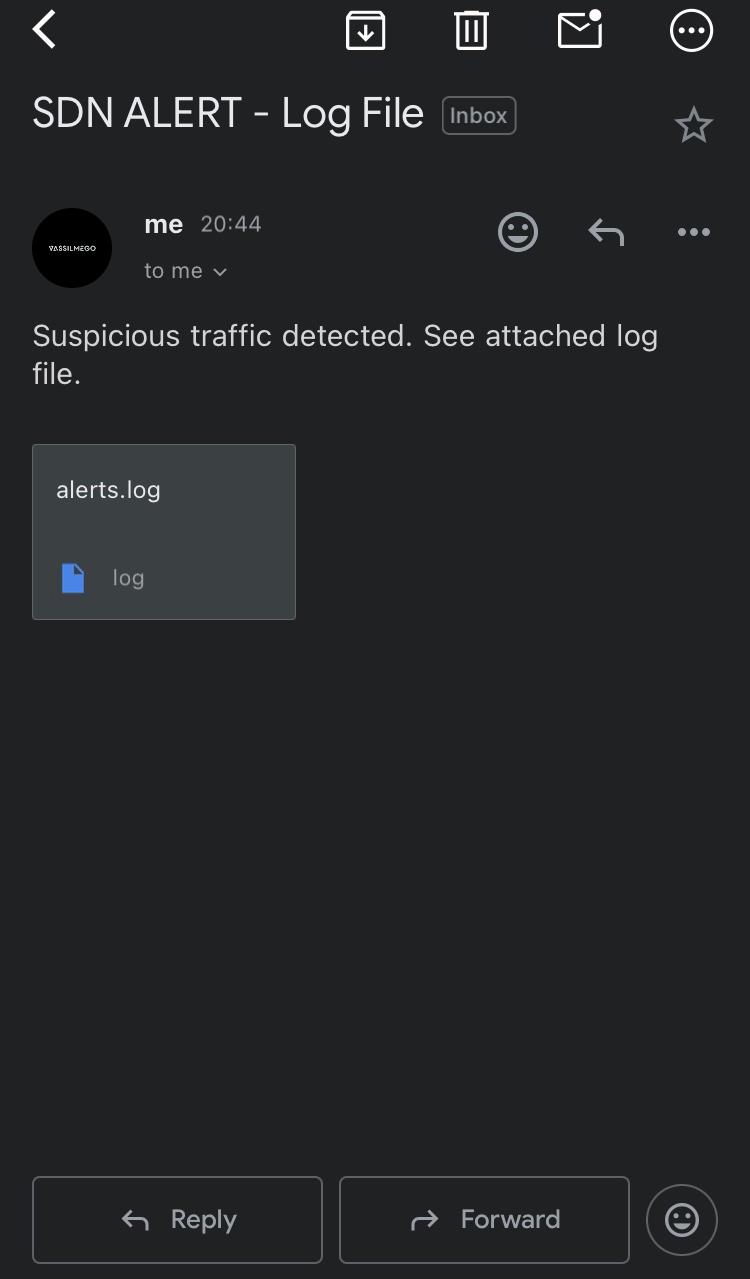 SDN ALERT - Log File Inbox
VASSILMEGO
me 20:44
to me
Suspicious traffic detected. See attached log
file.
alerts.log
log
Reply Forward